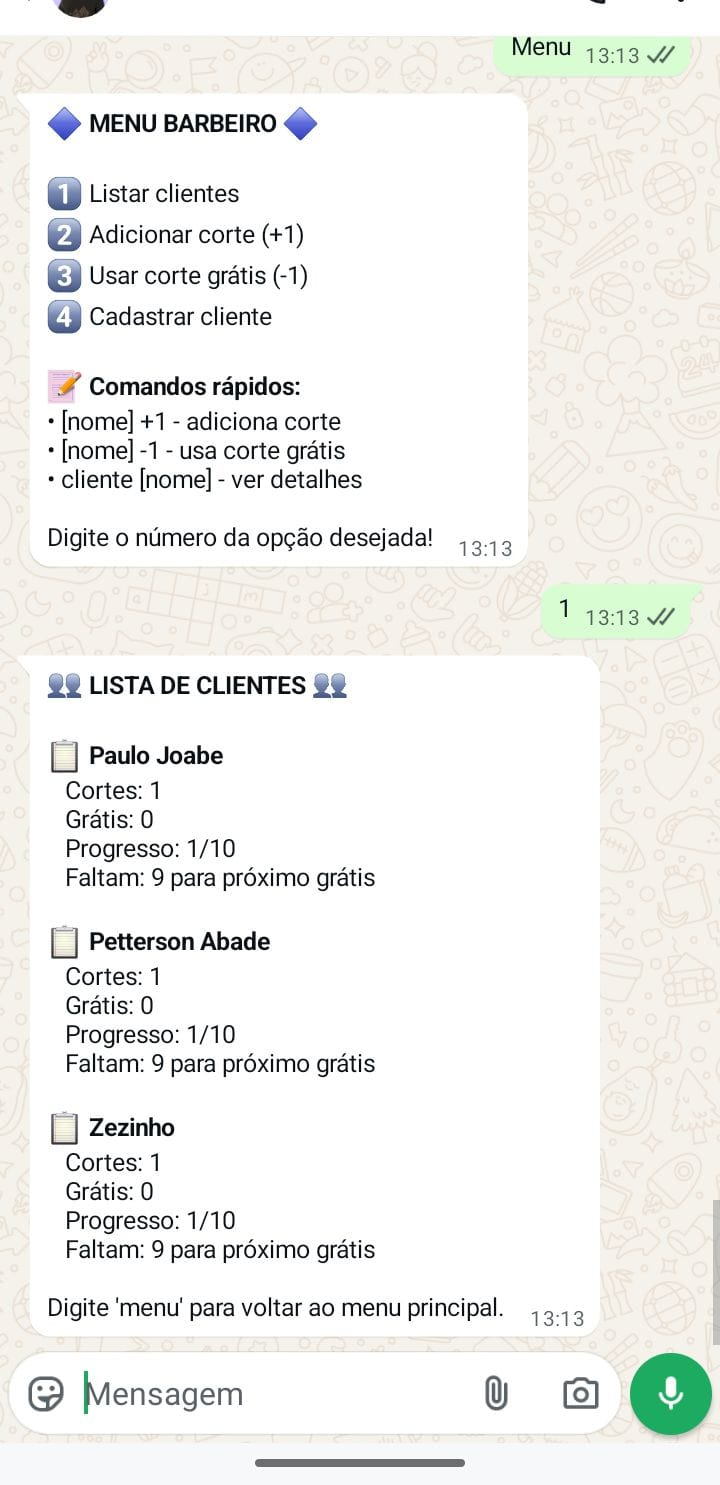 Menu 13:13
🔷 MENU BARBEIRO 🔷
1️⃣ Listar clientes
2️⃣ Adicionar corte (+1)
3️⃣ Usar corte grátis (-1)
4️⃣ Cadastrar cliente
📝 Comandos rápidos:
• [nome] +1 - adiciona corte
• [nome] -1 - usa corte grátis
• cliente [nome] - ver detalhes
Digite o número da opção desejada! 13:13
1 13:13
👥 LISTA DE CLIENTES 👥
📋 Paulo Joabe
Cortes: 1
Grátis: 0
Progresso: 1/10
Faltam: 9 para próximo grátis
📋 Petterson Abade
Cortes: 1
Grátis: 0
Progresso: 1/10
Faltam: 9 para próximo grátis
📋 Zezinho
Cortes: 1
Grátis: 0
Progresso: 1/10
Faltam: 9 para próximo grátis
Digite 'menu' para voltar ao menu principal. 13:13
Mensagem